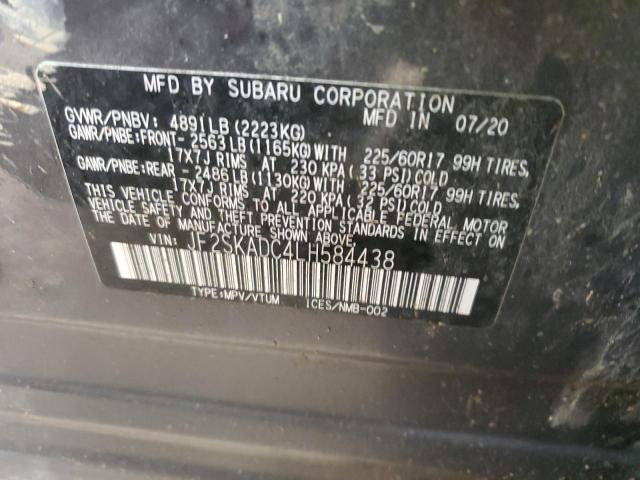 MFD BY SUBARU CORPORATION
GVWR/PNBV: 4891LB(2223KG) MFD IN 07/20
GAWR/PNBE:FRONT- 2563LB(1165KG)WITH 225/60R17 99H TIRES,
17X7J RIMS AT 230 KPA(33 PSI)COLD
GAWR/PNBE:REAR - 2486LB(1130KG)WITH 225/60R17 99H TIRES,
17X7J RIMS AT 220 KPA(32 PSI)COLD
THIS VEHICLE CONFORMS TO ALL APPLICABLE FEDERAL MOTOR
VEHICLE SAFETY AND THEFT PREVENTION STANDARDS IN EFFECT ON
THE DATE OF MANUFACTURE SHOWN ABOVE.
VIN: JF2SKADC4LH584438
TYPE:MPV/VTUM ICES/NMB-002